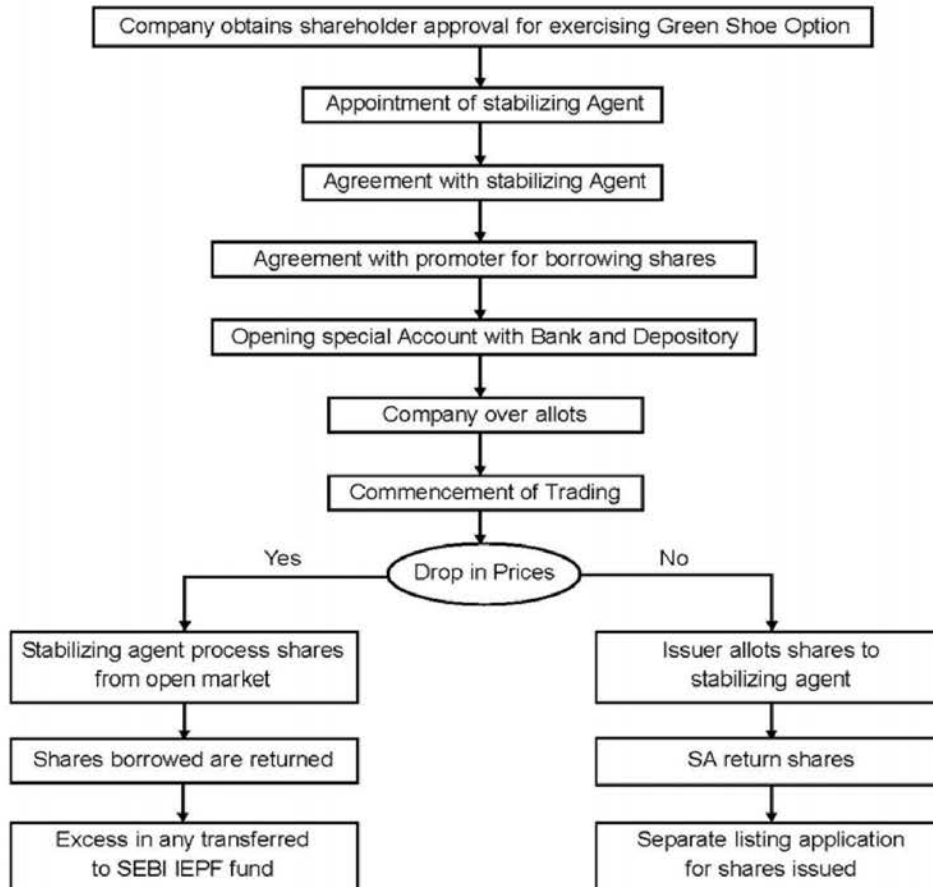 Company obtains shareholder approval for exercising Green Shoe Option
Appointment of stabilizing Agent
Agreement with stabilizing Agent
Agreement with promoter for borrowing shares
Opening special Account with Bank and Depository
Company over allots
Commencement of Trading
Yes
Drop in Prices
No
Stabilizing agent process shares
from open market
Issuer allots shares to
stabilizing agent
Shares borrowed are returned
SA return shares
Excess in any transferred
to SEBI IEPF fund
Separate listing application
for shares issued